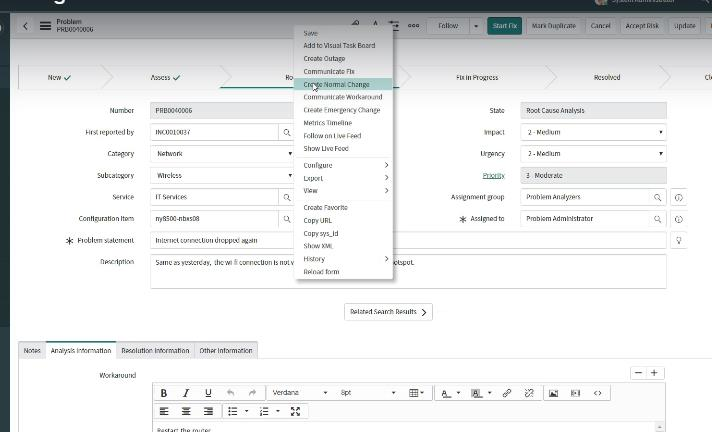 System Administrator
Problem
PRB0040006
Follow
Start Fix
Mark Duplicate
Cancel
Accept Risk
Update
New
Assess
Fix in Progress
Resolved
Save
Add to Visual Task Board
Create Outage
Communicate Fix
Create Normal Change
Communicate Workaround
Create Emergency Change
Metrics Timeline
Follow on Live Feed
Show Live Feed
Configure
Export
View
Create Favorite
Copy URL
Copy sys_id
Show XML
History
Reload form
Number PRB0040006
First reported by INC0010037
Category Network
Subcategory Wireless
Service IT Services
Configuration item ny8500-nbxs08
Problem statement Internet connection dropped again
Description Same as yesterday, the wi-fi connection is not
State Root Cause Analysis
Impact 2 - Medium
Urgency 2 - Medium
Priority 3 - Moderate
Assignment group Problem Analyzers
Assigned to Problem Administrator
Related Search Results
Notes Analysis Information Resolution Information Other Information
Workaround
B I U Verdana 8pt A A
Restart the router